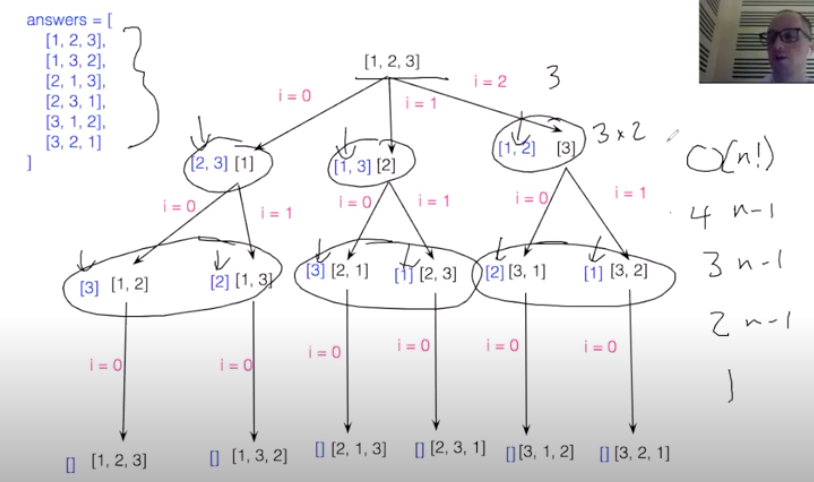 answers = [
[1, 2, 3],
[1, 3, 2],
[2, 1, 3],
[2, 3, 1],
[3, 1, 2],
[3, 2, 1]
]
[1, 2, 3]
i = 0
i = 1
i = 2
3
[2, 3] [1]
[1, 3] [2]
[1, 2] [3]
3 x 2
O(n!)
i = 0
i = 1
i = 0
i = 1
i = 0
i = 1
4 n-1
3 n-1
2 n-1
1
[3] [1, 2]
[2] [1, 3]
[3] [2, 1]
[1] [2, 3]
[2] [3, 1]
[1] [3, 2]
i = 0
i = 0
i = 0
i = 0
i = 0
i = 0
[] [1, 2, 3]
[] [1, 3, 2]
[] [2, 1, 3]
[] [2, 3, 1]
[] [3, 1, 2]
[] [3, 2, 1]